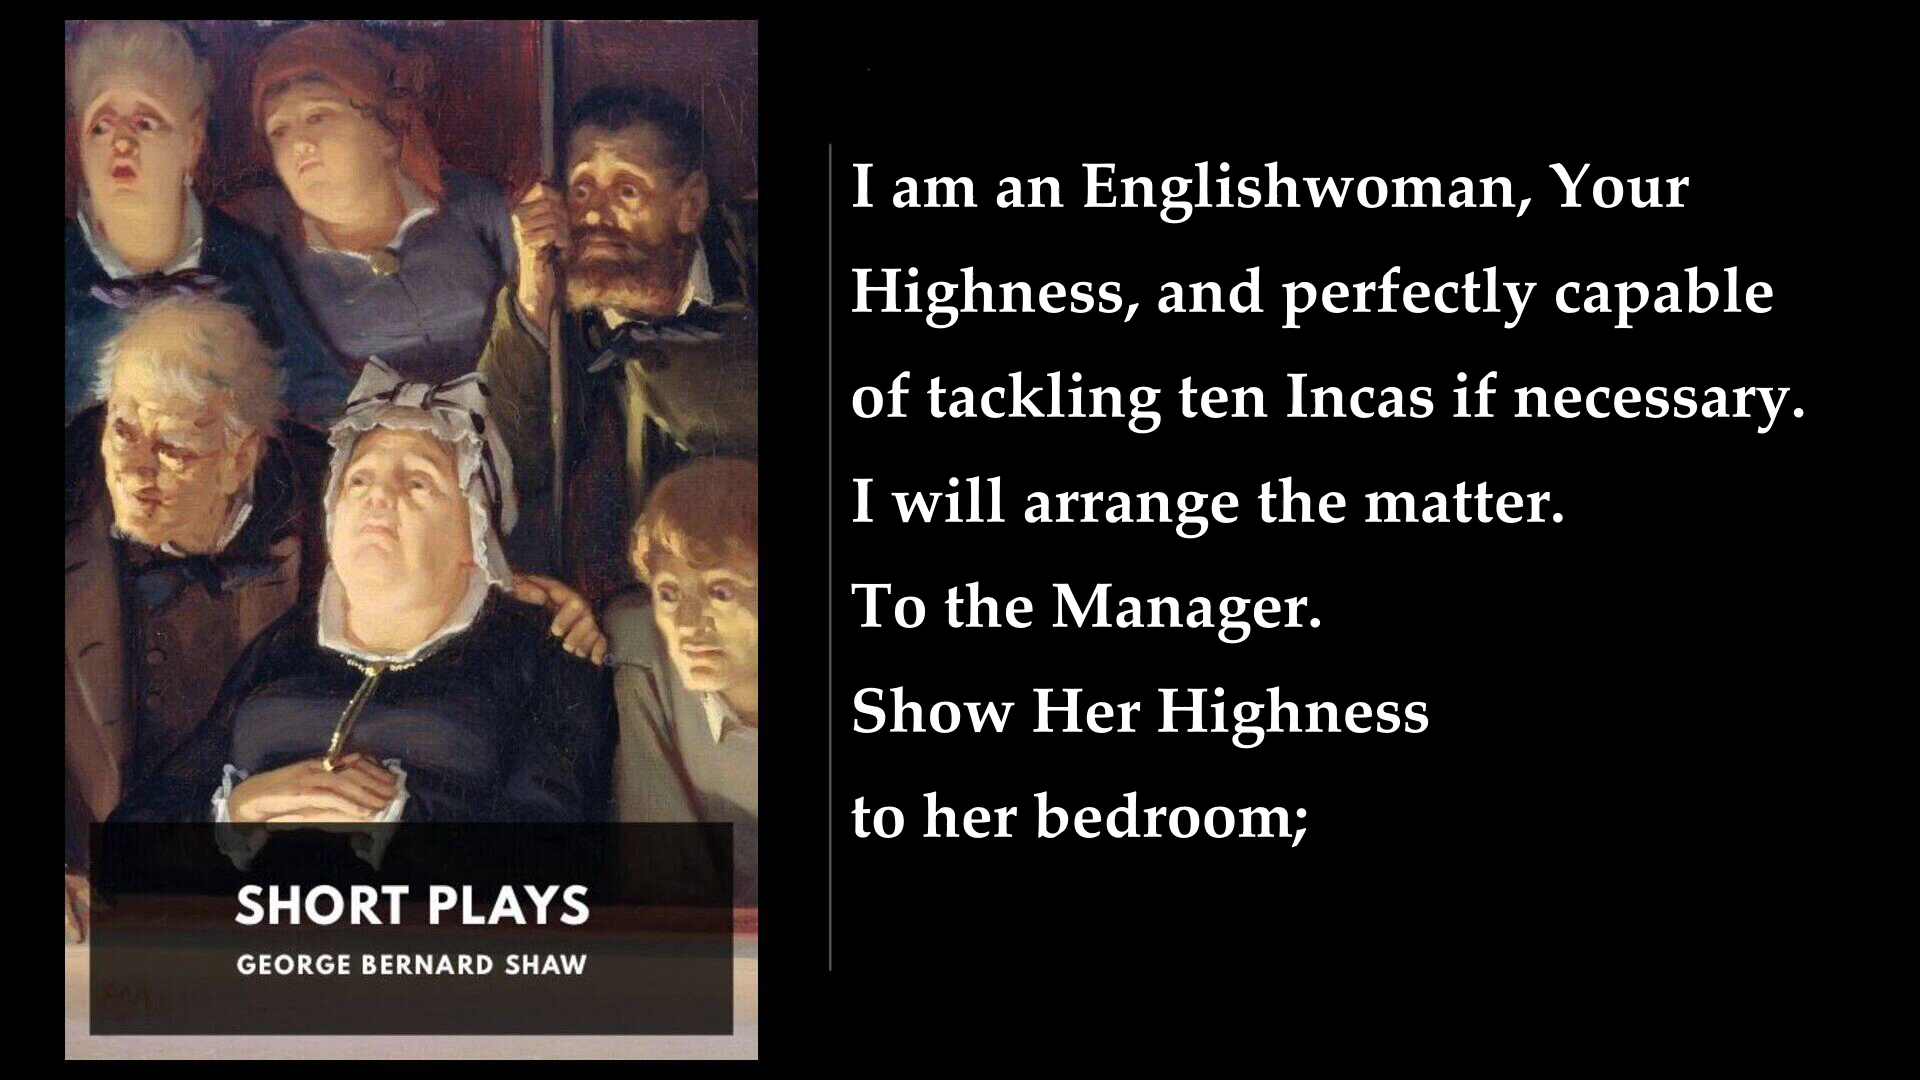 I am an Englishwoman, Your
Highness, and perfectly capable
of tackling ten Incas if necessary.
I will arrange the matter.
To the Manager.
Show Her Highness
to her bedroom;
SHORT PLAYS
GEORGE BERNARD SHAW